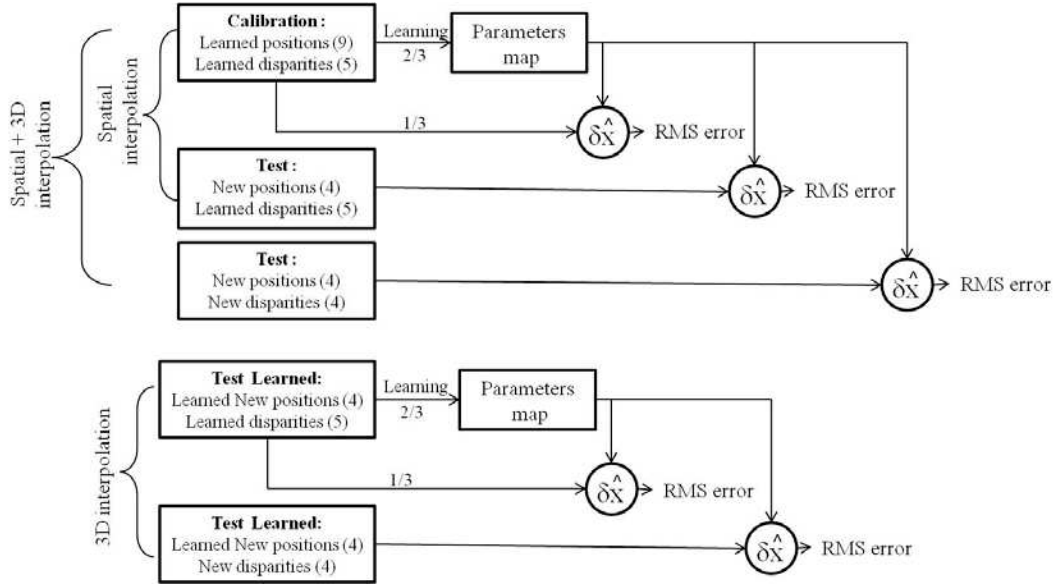 Spatial + 3D
interpolation
Spatial
interpolation
Calibration :
Learned positions (9)
Learned disparities (5)
Learning
2/3
Parameters
map
1/3
δx̂
RMS error
Test :
New positions (4)
Learned disparities (5)
δx̂
RMS error
Test :
New positions (4)
New disparities (4)
δx̂
RMS error
3D interpolation
Test Learned:
Learned New positions (4)
Learned disparities (5)
Learning
2/3
Parameters
map
1/3
δx̂
RMS error
Test Learned:
Learned New positions (4)
New disparities (4)
δx̂
RMS error